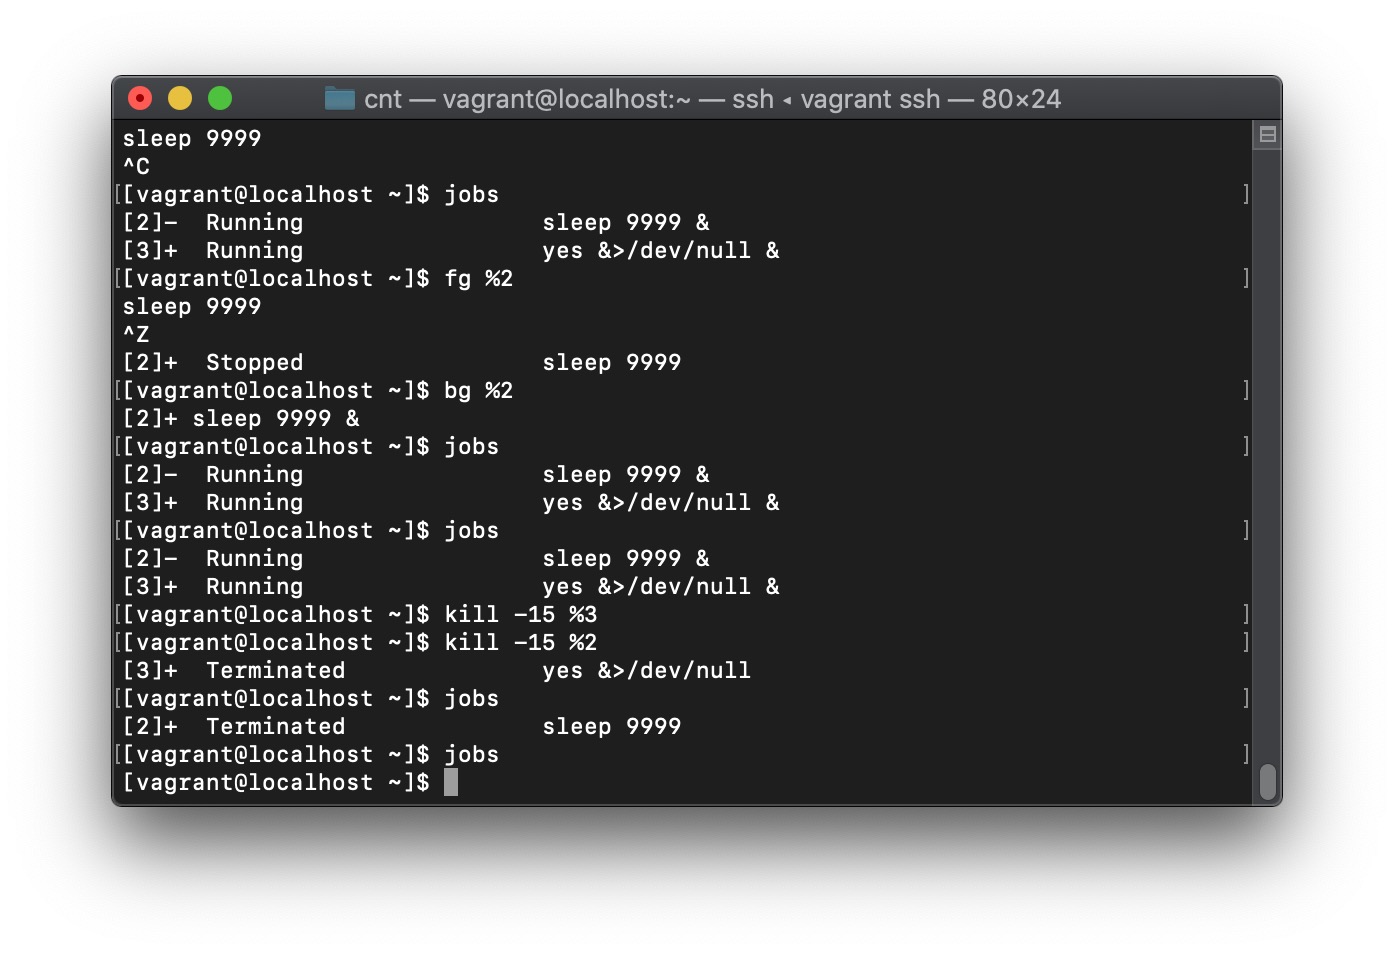 cnt — vagrant@localhost:~ — ssh ◂ vagrant ssh — 80×24
sleep 9999
^C
[[vagrant@localhost ~]$ jobs ]
[2]-  Running                 sleep 9999 &
[3]+  Running                 yes &>/dev/null &
[[vagrant@localhost ~]$ fg %2 ]
sleep 9999
^Z
[2]+  Stopped                 sleep 9999
[[vagrant@localhost ~]$ bg %2 ]
[2]+ sleep 9999 &
[[vagrant@localhost ~]$ jobs ]
[2]-  Running                 sleep 9999 &
[3]+  Running                 yes &>/dev/null &
[[vagrant@localhost ~]$ jobs ]
[2]-  Running                 sleep 9999 &
[3]+  Running                 yes &>/dev/null &
[[vagrant@localhost ~]$ kill -15 %3 ]
[[vagrant@localhost ~]$ kill -15 %2 ]
[3]+  Terminated              yes &>/dev/null
[[vagrant@localhost ~]$ jobs ]
[2]+  Terminated              sleep 9999
[[vagrant@localhost ~]$ jobs ]
[vagrant@localhost ~]$